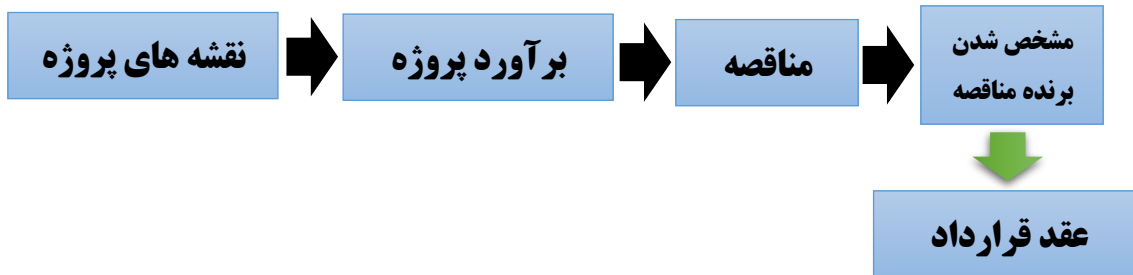 نقشه های پروژه
برآورد پروژه
مناقصه
مشخص شدن
برنده مناقصه
عقد قرارداد